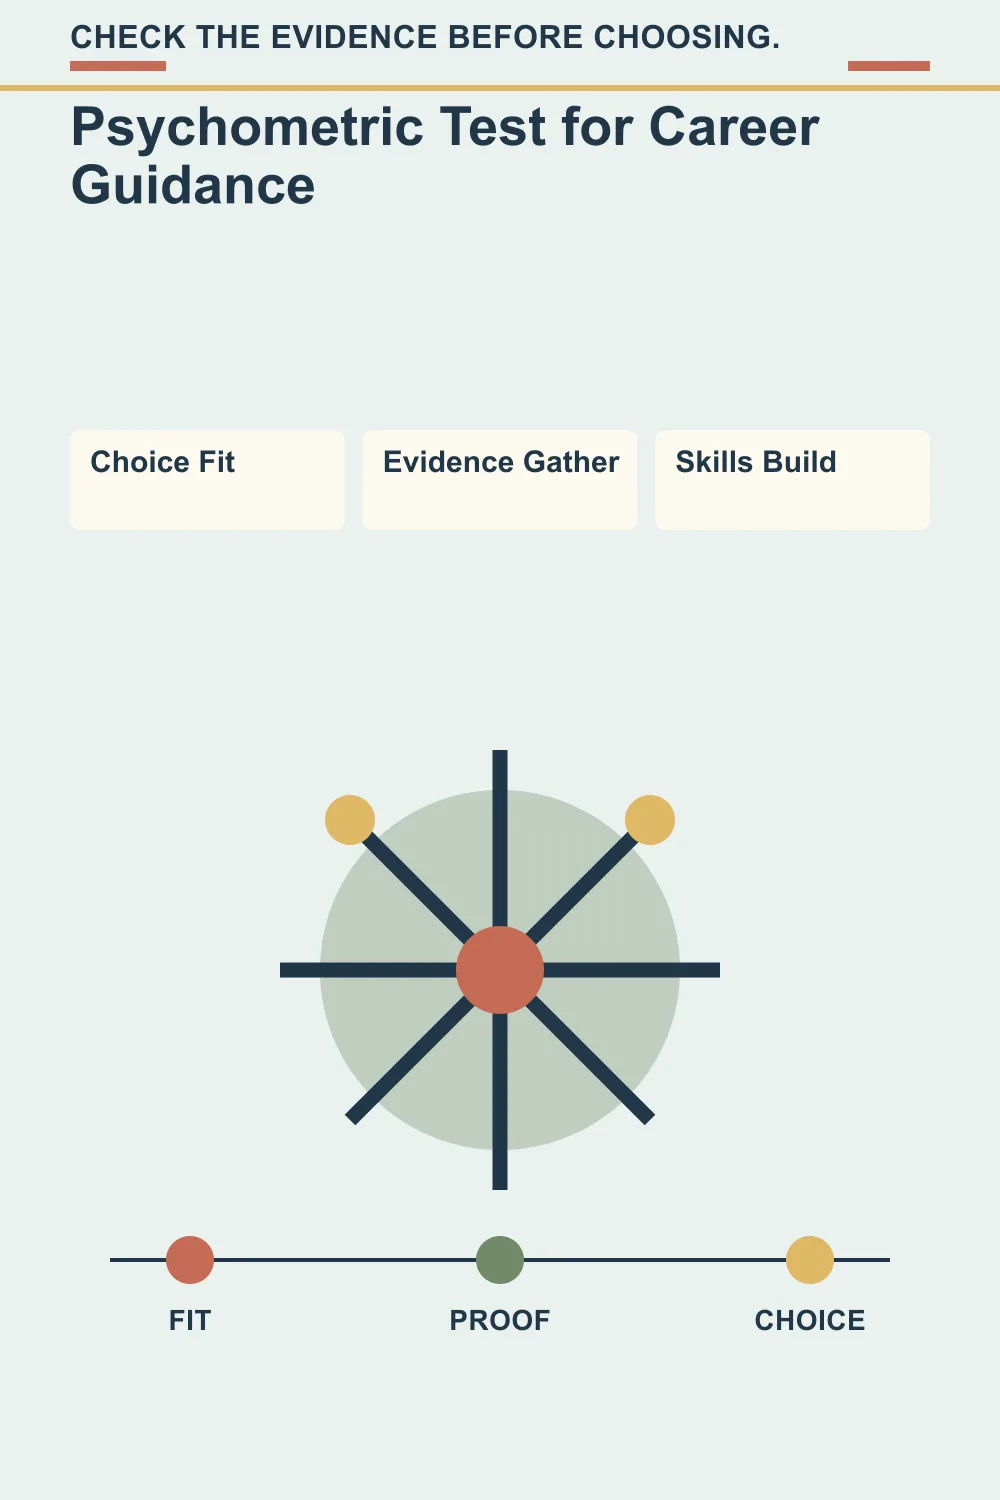 CHECK THE EVIDENCE BEFORE CHOOSING.
Psychometric Test for Career
Guidance
Choice Fit
Evidence Gather
Skills Build
FIT
PROOF
CHOICE